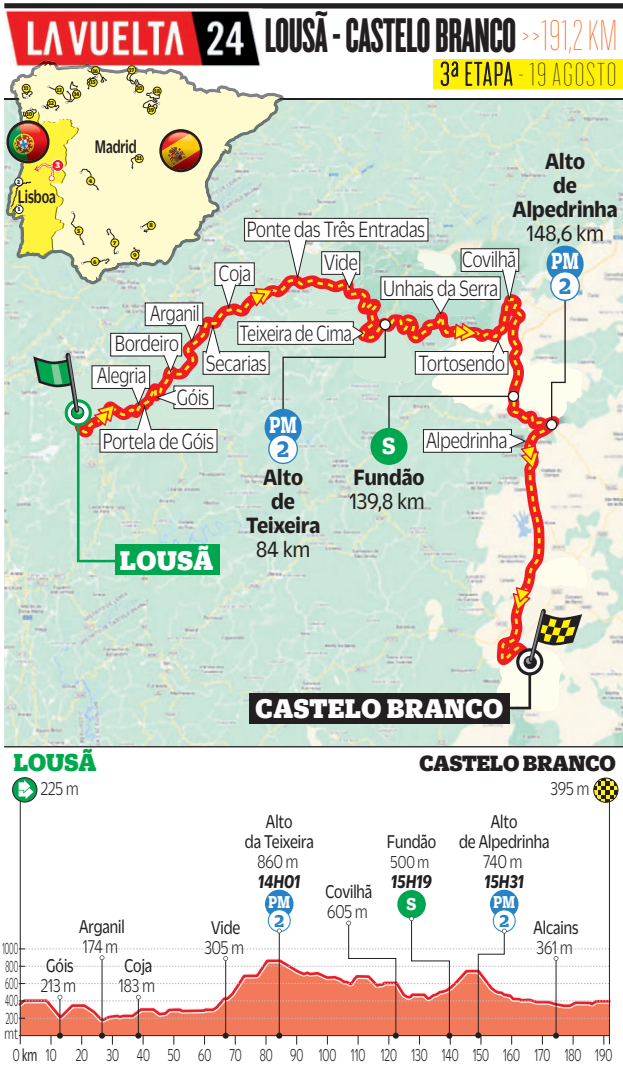 LA VUELTA 24
LOUSÃ - CASTELO BRANCO >>191,2 KM
3ª ETAPA - 19 AGOSTO
Madrid
Lisboa
3
Alto
de
Alpedrinha
148,6 km
PM
2
Ponte das Três Entradas
Vide
Covilhã
Coja
Unhais da Serra
Arganil
Teixeira de Cima
Bordeiro
Secarias
Tortosendo
Alegria
Góis
Portela de Góis
Alpedrinha
PM
2
Alto
de
Teixeira
84 km
S
Fundão
139,8 km
LOUSÃ
CASTELO BRANCO
LOUSÃ
225 m
CASTELO BRANCO
395 m
Alto
da Teixeira
860 m
14H01
PM
2
Fundão
500 m
15H19
S
Alto
de Alpedrinha
740 m
15H31
PM
2
Covilhã
605 m
Arganil
174 m
Vide
305 m
Alcains
361 m
Góis
213 m
Coja
183 m
1000
800
600
400
200
mt
0 km 10 20 30 40 50 60 70 80 90 100 110 120 130 140 150 160 170 180 190